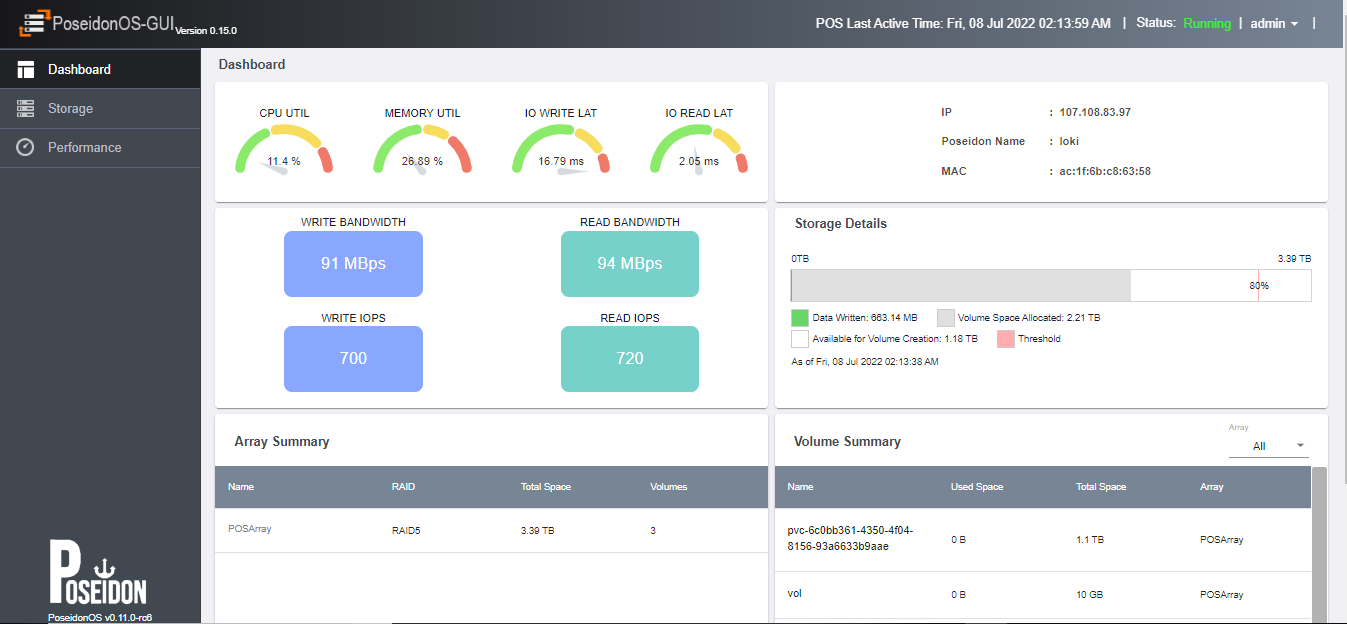 PoseidonOS-GUI Version 0.15.0
POS Last Active Time: Fri, 08 Jul 2022 02:13:59 AM | Status: Running | admin |
Dashboard
Storage
Performance
POSEIDON
PoseidonOS v0.11.0-rc6
Dashboard
CPU UTIL MEMORY UTIL IO WRITE LAT IO READ LAT
11.4 % 26.89 % 16.79 ms 2.05 ms
IP : 107.108.83.97
Poseidon Name : loki
MAC : ac:1f:6b:c8:63:58
WRITE BANDWIDTH READ BANDWIDTH
91 MBps 94 MBps
WRITE IOPS READ IOPS
700 720
Storage Details
0TB 3.39 TB
80%
Data Written: 663.14 MB Volume Space Allocated: 2.21 TB
Available for Volume Creation: 1.18 TB Threshold
As of Fri, 08 Jul 2022 02:13:38 AM
Array Summary
Name RAID Total Space Volumes
POSArray RAID5 3.39 TB 3
Volume Summary
Array
All
Name Used Space Total Space Array
pvc-6c0bb361-4350-4f04-
8156-93a6633b9aae 0 B 1.1 TB POSArray
vol 0 B 10 GB POSArray